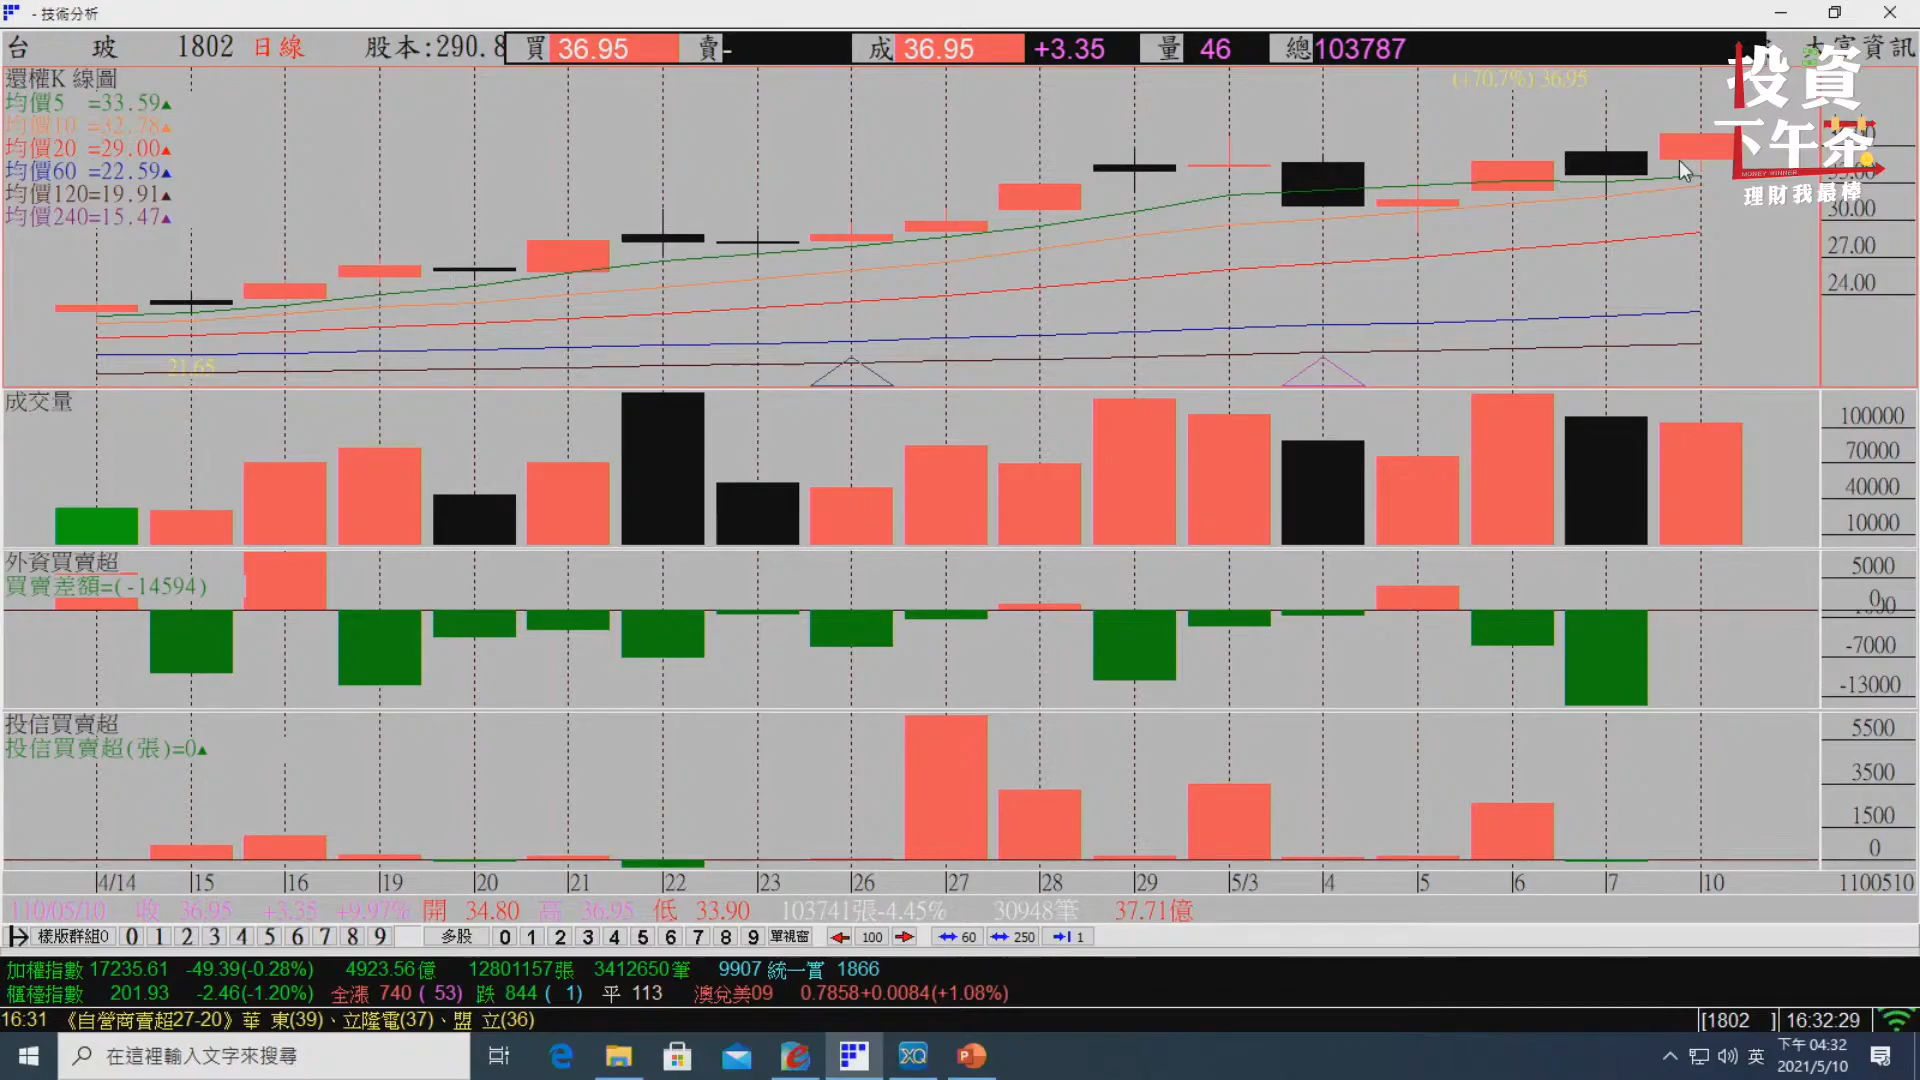 - 技術分析
台 玻 1802 日線 股本:290.8 買 36.95 賣- 成 36.95 +3.35 量 46 總 103787 大富資訊
投資
下午茶
MONEY WINNER
理財我最棒
還權K 線圖
(+70.7%) 36.95
均價5 =33.59▲
均價10 =32.78▲
均價20 =29.00▲
均價60 =22.59▲
均價120=19.91▲
均價240=15.47▲
33.00
30.00
27.00
24.00
21.65
成交量
100000
70000
40000
10000
外資買賣超
買賣差額=(-14594)
5000
0
-7000
-13000
投信買賣超
投信買賣超(張)=0▲
5500
3500
1500
0
4/14 15 16 19 20 21 22 23 26 27 28 29 5/3 4 5 6 7 10 1100510
110/05/10 收 36.95 +3.35 +9.97% 開 34.80 高 36.95 低 33.90 103741張-4.45% 30948筆 37.71億
樣版群組0 0 1 2 3 4 5 6 7 8 9 多股 0 1 2 3 4 5 6 7 8 9 單視窗 100 60 250 1
加權指數 17235.61 -49.39(-0.28%) 4923.56億 12801157張 3412650筆 9907 統一實 1866
櫃檯指數 201.93 -2.46(-1.20%) 全漲 740 ( 53) 跌 844 ( 1) 平 113 澳兌美09 0.7858+0.0084(+1.08%)
16:31 《自營商賣超27-20》華 東(39)、立隆電(37)、盟 立(36) [1802 ] 16:32:29
在這裡輸入文字來搜尋
XQ
英
下午 04:32
2021/5/10